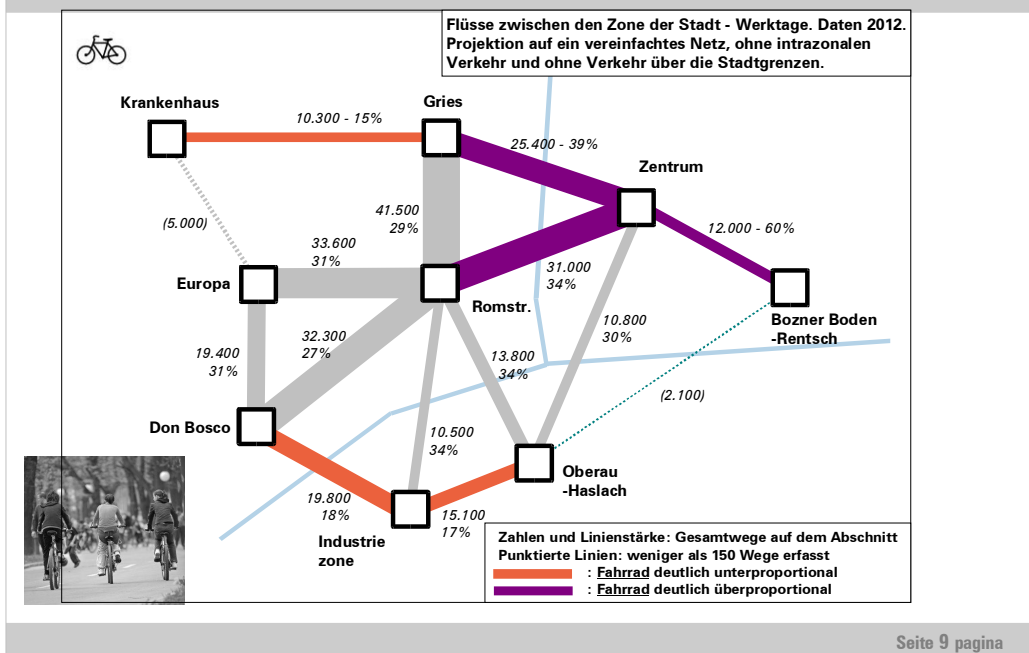 Flüsse zwischen den Zone der Stadt - Werktage. Daten 2012.
Projektion auf ein vereinfachtes Netz, ohne intrazonalen
Verkehr und ohne Verkehr über die Stadtgrenzen.
Krankenhaus
Gries
10.300 - 15%
25.400 - 39%
Zentrum
(5.000)
41.500
29%
12.000 - 60%
33.600
31%
Europa
31.000
34%
Romstr.
Bozner Boden
-Rentsch
10.800
30%
19.400
31%
32.300
27%
13.800
34%
(2.100)
Don Bosco
10.500
34%
Oberau
-Haslach
19.800
18%
15.100
17%
Industrie
zone
Zahlen und Linienstärke: Gesamtwege auf dem Abschnitt
Punktierte Linien: weniger als 150 Wege erfasst
: Fahrrad deutlich unterproportional
: Fahrrad deutlich überproportional
Seite 9 pagina